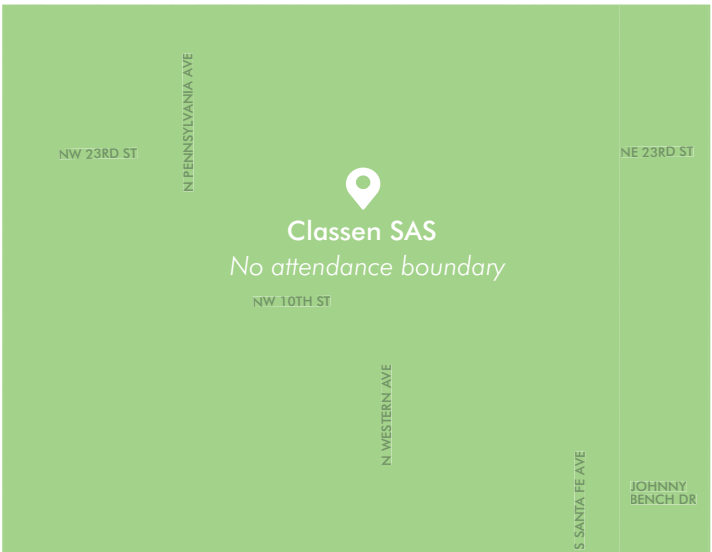 N PENNSYLVANIA AVE
NW 23RD ST
NE 23RD ST
Classen SAS
No attendance boundary
NW 10TH ST
N WESTERN AVE
S SANTA FE AVE
JOHNNY
BENCH DR